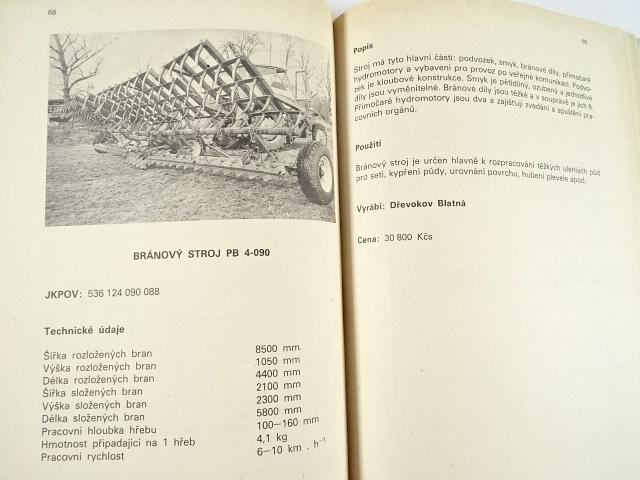 68
BRÁNOVÝ STROJ PB 4-090
JKPOV: 536 124 090 088
Technické údaje
Šířka rozložených bran 8500 mm
Výška rozložených bran 1050 mm
Délka rozložených bran 4400 mm
Šířka složených bran 2100 mm
Výška složených bran 2300 mm
Délka složených bran 5800 mm
Pracovní hloubka hřebu 100—160 mm
Hmotnost připadající na 1 hřeb 4,1 kg
Pracovní rychlost 6—10 km . h⁻¹
69
Popis
Stroj má tyto hlavní části: podvozek, smyk, bránové díly, přímočaré
hydromotory a vybavení pro provoz po veřejné komunikaci. Podvo-
zek je kloubové konstrukce. Smyk je pětidílný, ozubený a jednotlivé
díly jsou vyměnitelné. Bránové díly jsou těžké a v soupravě je jich 8.
Přímočaré hydromotory jsou dva a zajišťují zvedání a spuštění pra-
covních orgánů.
Použití
Bránový stroj je určen hlavně k rozpracování těžkých ulehlých půd
pro setí, kypření půdy, urovnání povrchu, hubení plevele apod.
Vyrábí: Dřevokov Blatná
Cena: 30 800 Kčs